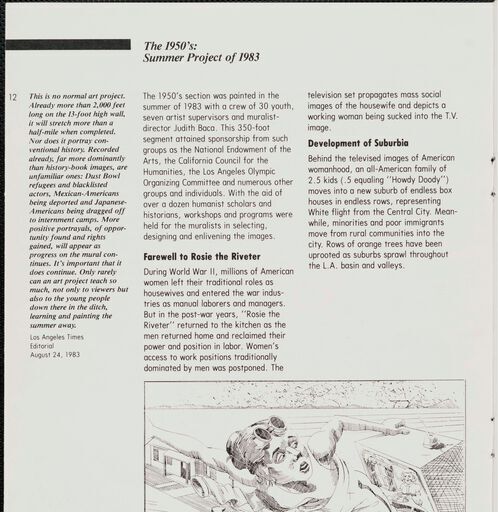 The 1950's:
Summer Project of 1983
12
This is no normal art project.
Already more than 2,000 feet
long on the 13-foot high wall,
it will stretch more than a
half-mile when completed.
Nor does it portray con-
ventional history. Recorded
already, far more dominantly
than history-book images, are
unfamiliar ones: Dust Bowl
refugees and blacklisted
actors, Mexican-Americans
being deported and Japanese-
Americans being dragged off
to internment camps. More
positive portrayals, of oppor-
tunity found and rights
gained, will appear as
progress on the mural con-
tinues. It's important that it
does continue. Only rarely
can an art project teach so
much, not only to viewers but
also to the young people
down there in the ditch,
learning and painting the
summer away.
Los Angeles Times
Editorial
August 24, 1983
The 1950's section was painted in the
summer of 1983 with a crew of 30 youth,
seven artist supervisors and muralist-
director Judith Baca. This 350-foot
segment attained sponsorship from such
groups as the National Endowment of the
Arts, the California Council for the
Humanities, the Los Angeles Olympic
Organizing Committee and numerous other
groups and individuals. With the aid of
over a dozen humanist scholars and
historians, workshops and programs were
held for the muralists in selecting,
designing and enlivening the images.
Farewell to Rosie the Riveter
During World War II, millions of American
women left their traditional roles as
housewives and entered the war indus-
tries as manual laborers and managers.
But in the post-war years, "Rosie the
Riveter" returned to the kitchen as the
men returned home and reclaimed their
power and position in labor. Women's
access to work positions traditionally
dominated by men was postponed. The
television set propagates mass social
images of the housewife and depicts a
working woman being sucked into the T.V.
image.
Development of Suburbia
Behind the televised images of American
womanhood, an all-American family of
2.5 kids (.5 equaling "Howdy Doody")
moves into a new suburb of endless box
houses in endless rows, representing
White flight from the Central City. Mean-
while, minorities and poor immigrants
move from rural communities into the
city. Rows of orange trees have been
uprooted as suburbs sprawl throughout
the L.A. basin and valleys.